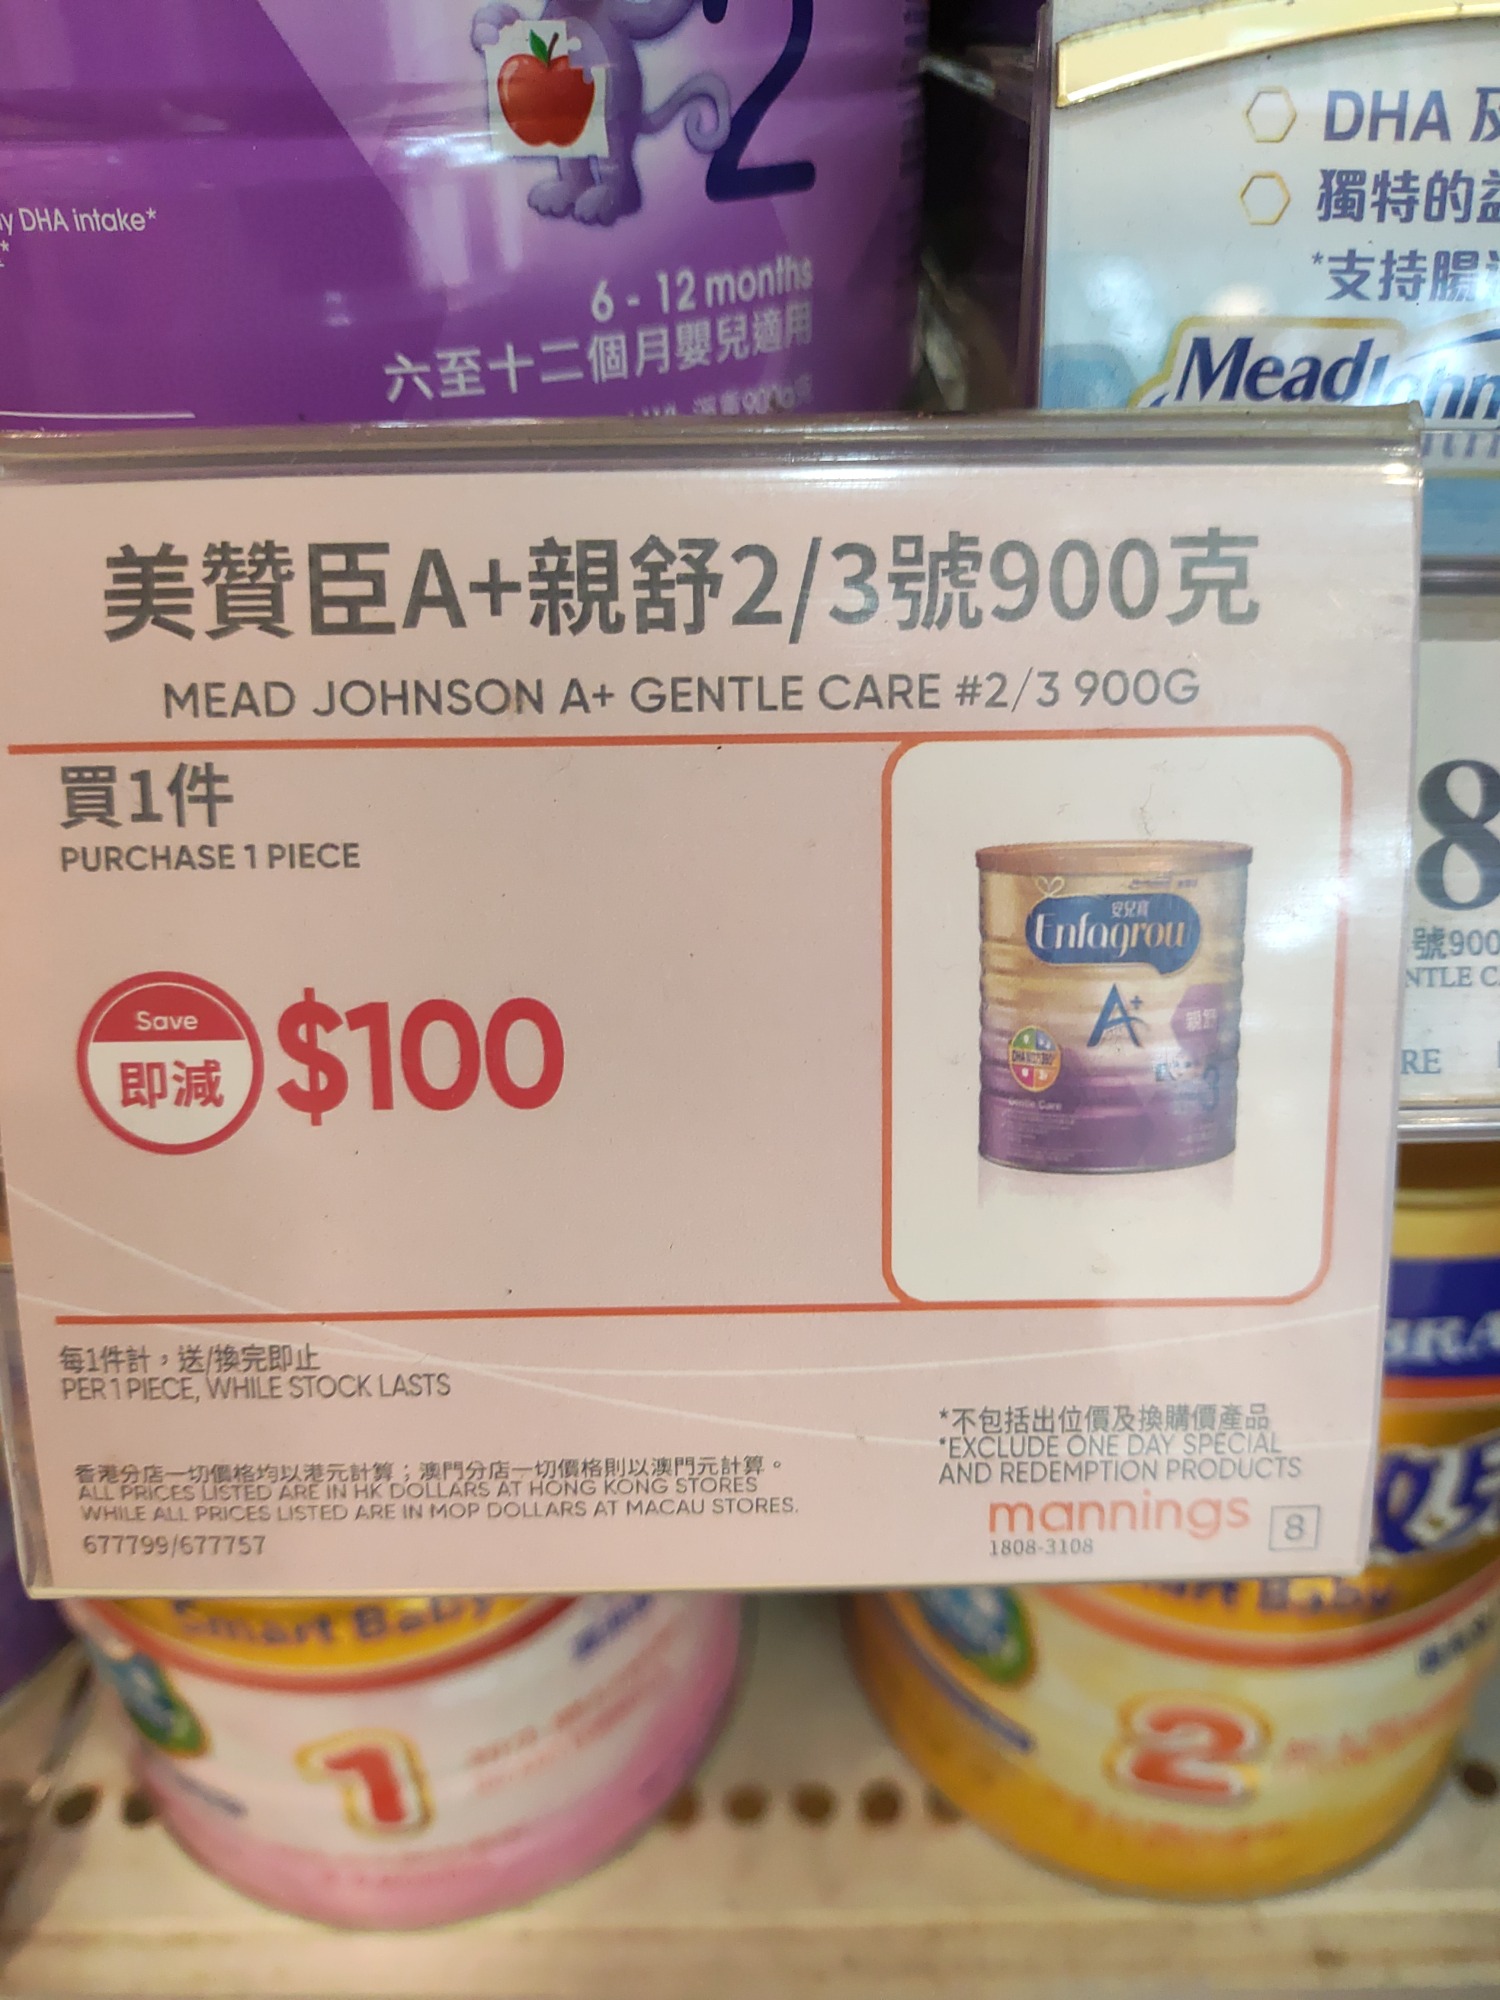 2
DHA intake*
6 - 12 months
六至十二個月嬰兒適用
DHA 及
獨特的益
*支持腸
Mead Johnson
美贊臣A+親舒2/3號900克
MEAD JOHNSON A+ GENTLE CARE #2/3 900G
買1件
PURCHASE 1 PIECE
Save
即減
$100
安兒寶
Enfagrow
A+
親舒
3
Gentle Care
8
號900
NTLE C
RE
每1件計，送/換完即止
PER 1 PIECE, WHILE STOCK LASTS
*不包括出位價及換購價產品
*EXCLUDE ONE DAY SPECIAL
AND REDEMPTION PRODUCTS
香港分店一切價格均以港元計算；澳門分店一切價格則以澳門元計算。
ALL PRICES LISTED ARE IN HK DOLLARS AT HONG KONG STORES
WHILE ALL PRICES LISTED ARE IN MOP DOLLARS AT MACAU STORES.
677799/677757
mannings
8
1808-3108
Smart Baby
1
Baby
2